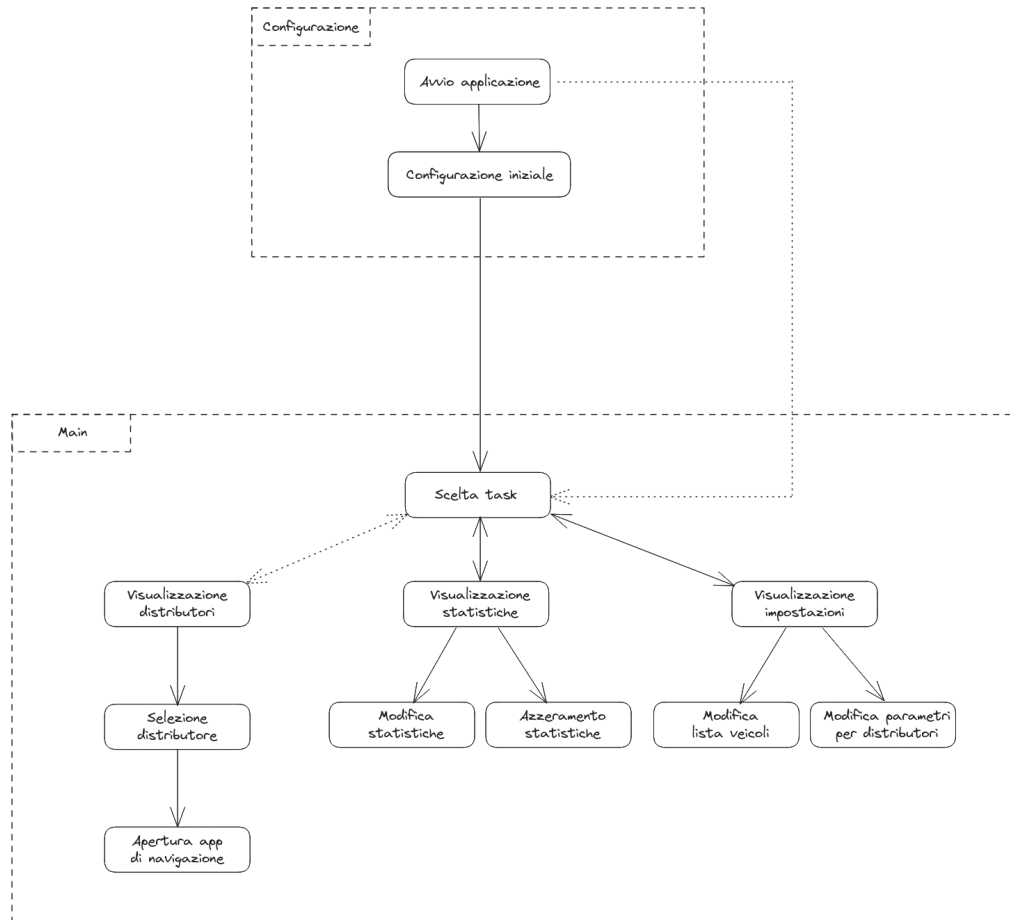 Configurazione
Avvio applicazione
Configurazione iniziale
Main
Scelta task
Visualizzazione
distributori
Visualizzazione
statistiche
Visualizzazione
impostazioni
Selezione
distributore
Modifica
statistiche
Azzeramento
statistiche
Modifica
lista veicoli
Modifica parametri
per distributori
Apertura app
di navigazione